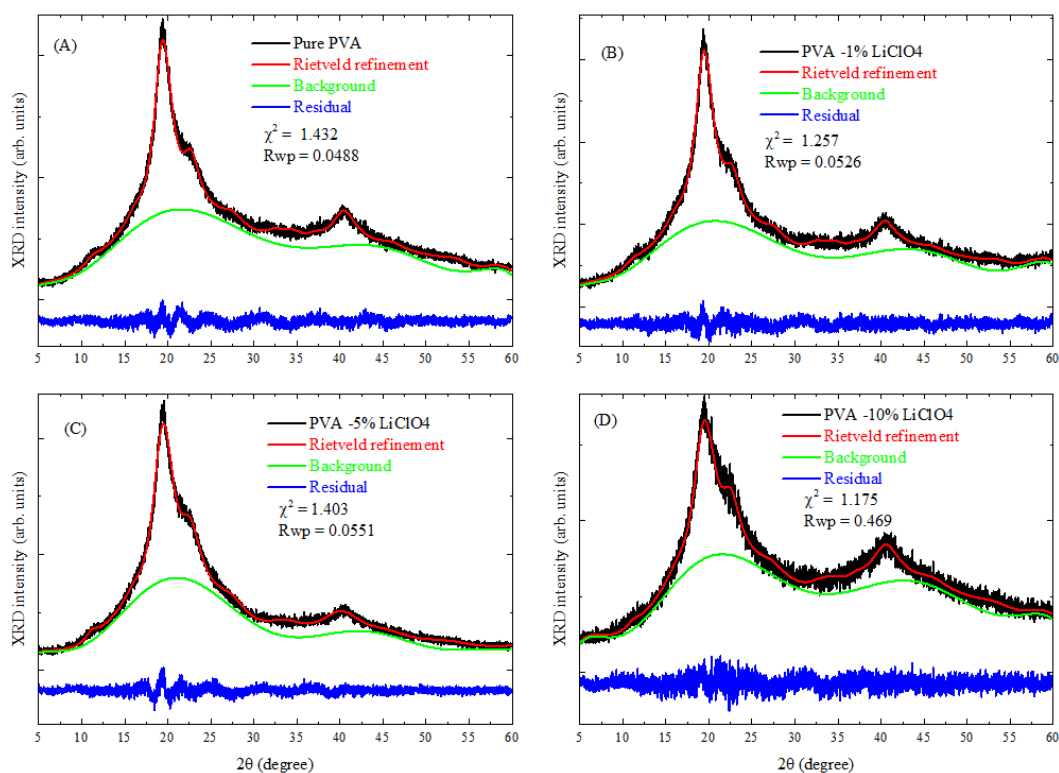 (A)
Pure PVA
Rietveld refinement
Background
Residual
χ² = 1.432
Rwp = 0.0488
XRD intensity (arb. units)
5 10 15 20 25 30 35 40 45 50 55 60
(B)
PVA -1% LiClO4
Rietveld refinement
Background
Residual
χ² = 1.257
Rwp = 0.0526
XRD intensity (arb. units)
5 10 15 20 25 30 35 40 45 50 55 60
(C)
PVA -5% LiClO4
Rietveld refinement
Background
Residual
χ² = 1.403
Rwp = 0.0551
XRD intensity (arb. units)
5 10 15 20 25 30 35 40 45 50 55 60
2θ (degree)
(D)
PVA -10% LiClO4
Rietveld refinement
Background
Residual
χ² = 1.175
Rwp = 0.469
XRD intensity (arb. units)
5 10 15 20 25 30 35 40 45 50 55 60
2θ (degree)